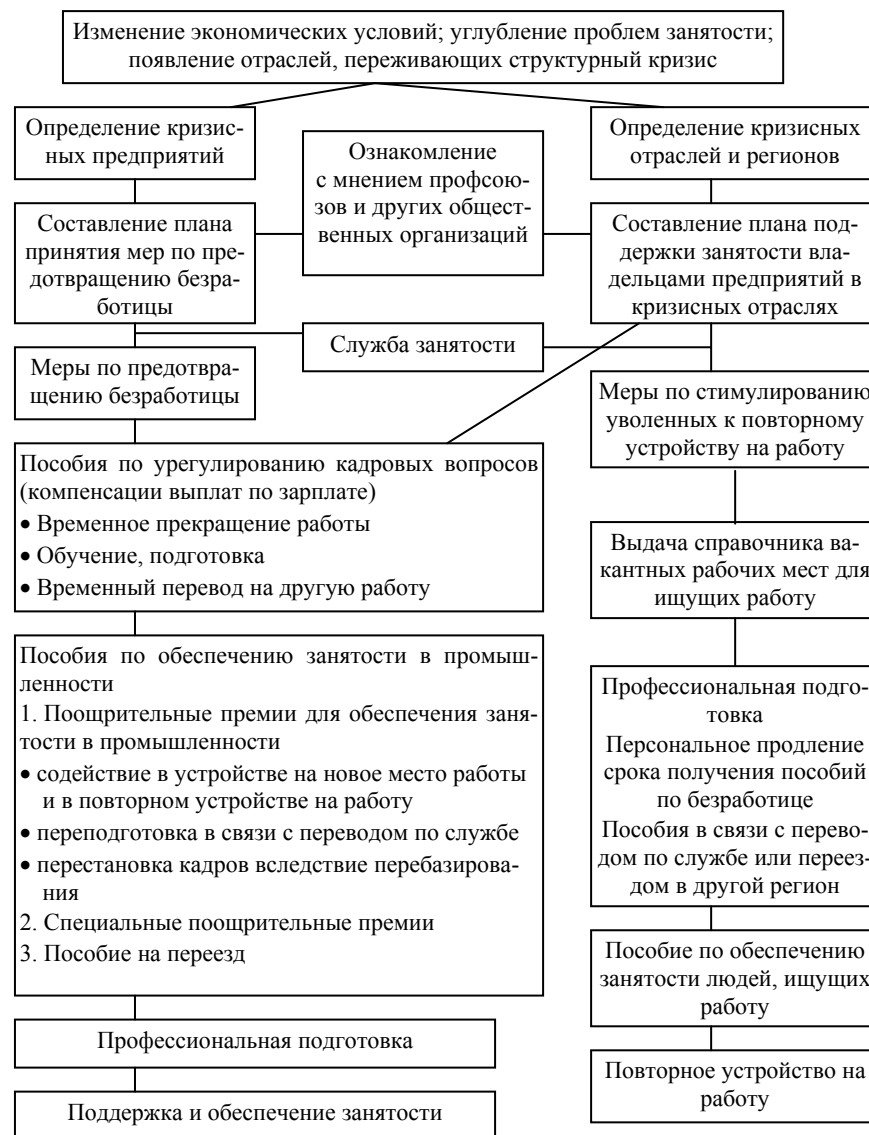 Изменение экономических условий; углубление проблем занятости;
появление отраслей, переживающих структурный кризис
Определение кризис-
ных предприятий
Ознакомление
с мнением профсою-
зов и других общест-
венных организаций
Определение кризисных
отраслей и регионов
Составление плана
принятия мер по пре-
дотвращению безра-
ботицы
Составление плана под-
держки занятости вла-
дельцами предприятий в
кризисных отраслях
Служба занятости
Меры по предотвра-
щению безработицы
Меры по стимулированию
уволенных к повторному
устройству на работу
Пособия по урегулированию кадровых вопросов
(компенсации выплат по зарплате)
• Временное прекращение работы
• Обучение, подготовка
• Временный перевод на другую работу
Выдача справочника ва-
кантных рабочих мест для
ищущих работу
Пособия по обеспечению занятости в промыш-
ленности
1. Поощрительные премии для обеспечения заня-
тости в промышленности
• содействие в устройстве на новое место работы
и в повторном устройстве на работу
• переподготовка в связи с переводом по службе
• перестановка кадров вследствие перебазирова-
ния
2. Специальные поощрительные премии
3. Пособие на переезд
Профессиональная подго-
товка
Персональное продление
срока получения пособий
по безработице
Пособия в связи с перево-
дом по службе или переез-
дом в другой регион
Пособие по обеспечению
занятости людей, ищущих
работу
Профессиональная подготовка
Повторное устройство на
работу
Поддержка и обеспечение занятости